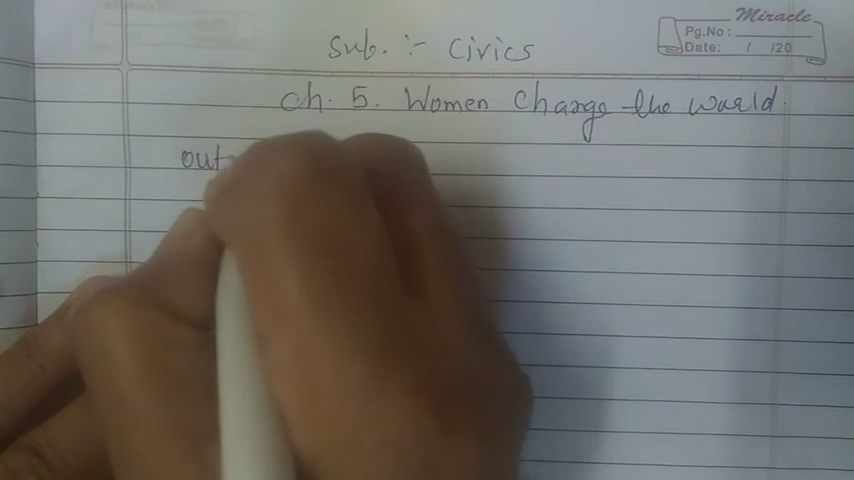 Miracle
Pg.No:
Date: / /20
Sub. :- Civics
Ch. 5. Women Change the World.
out